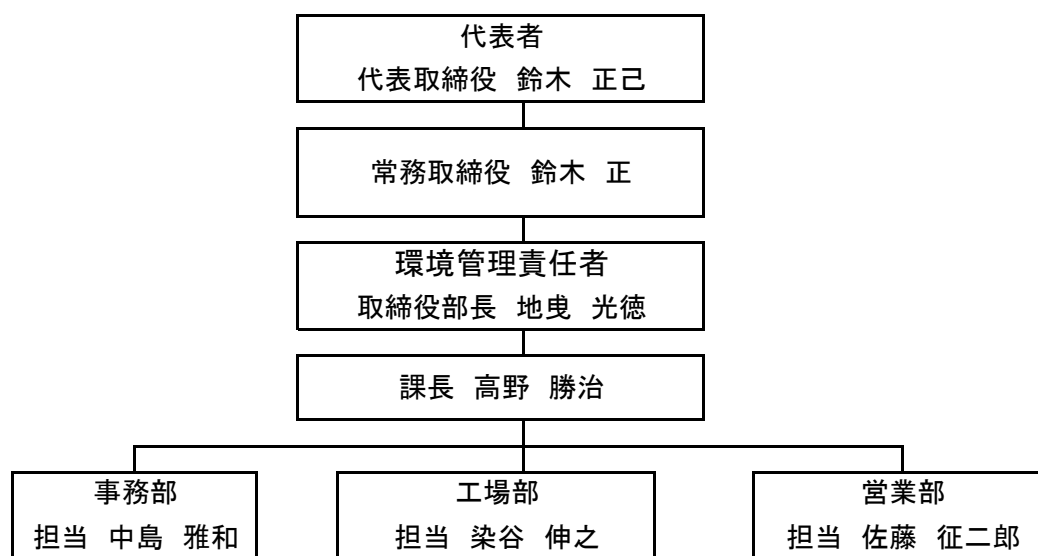 代表者
代表取締役 鈴木 正己
常務取締役 鈴木 正
環境管理責任者
取締役部長 地曳 光徳
課長 高野 勝治
事務部
担当 中島 雅和
工場部
担当 染谷 伸之
営業部
担当 佐藤 征二郎